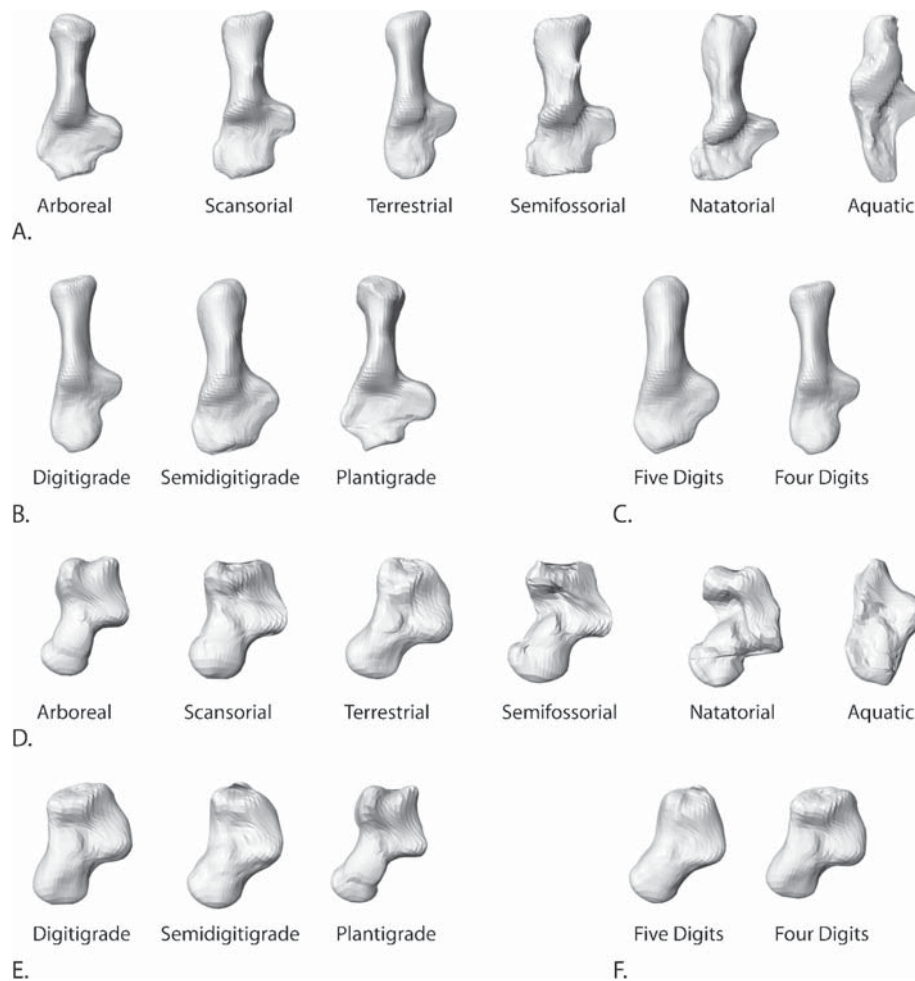 Arboreal Scansorial Terrestrial Semifossorial Natatorial Aquatic
A.
Digitigrade Semidigitigrade Plantigrade Five Digits Four Digits
B. C.
Arboreal Scansorial Terrestrial Semifossorial Natatorial Aquatic
D.
Digitigrade Semidigitigrade Plantigrade Five Digits Four Digits
E. F.